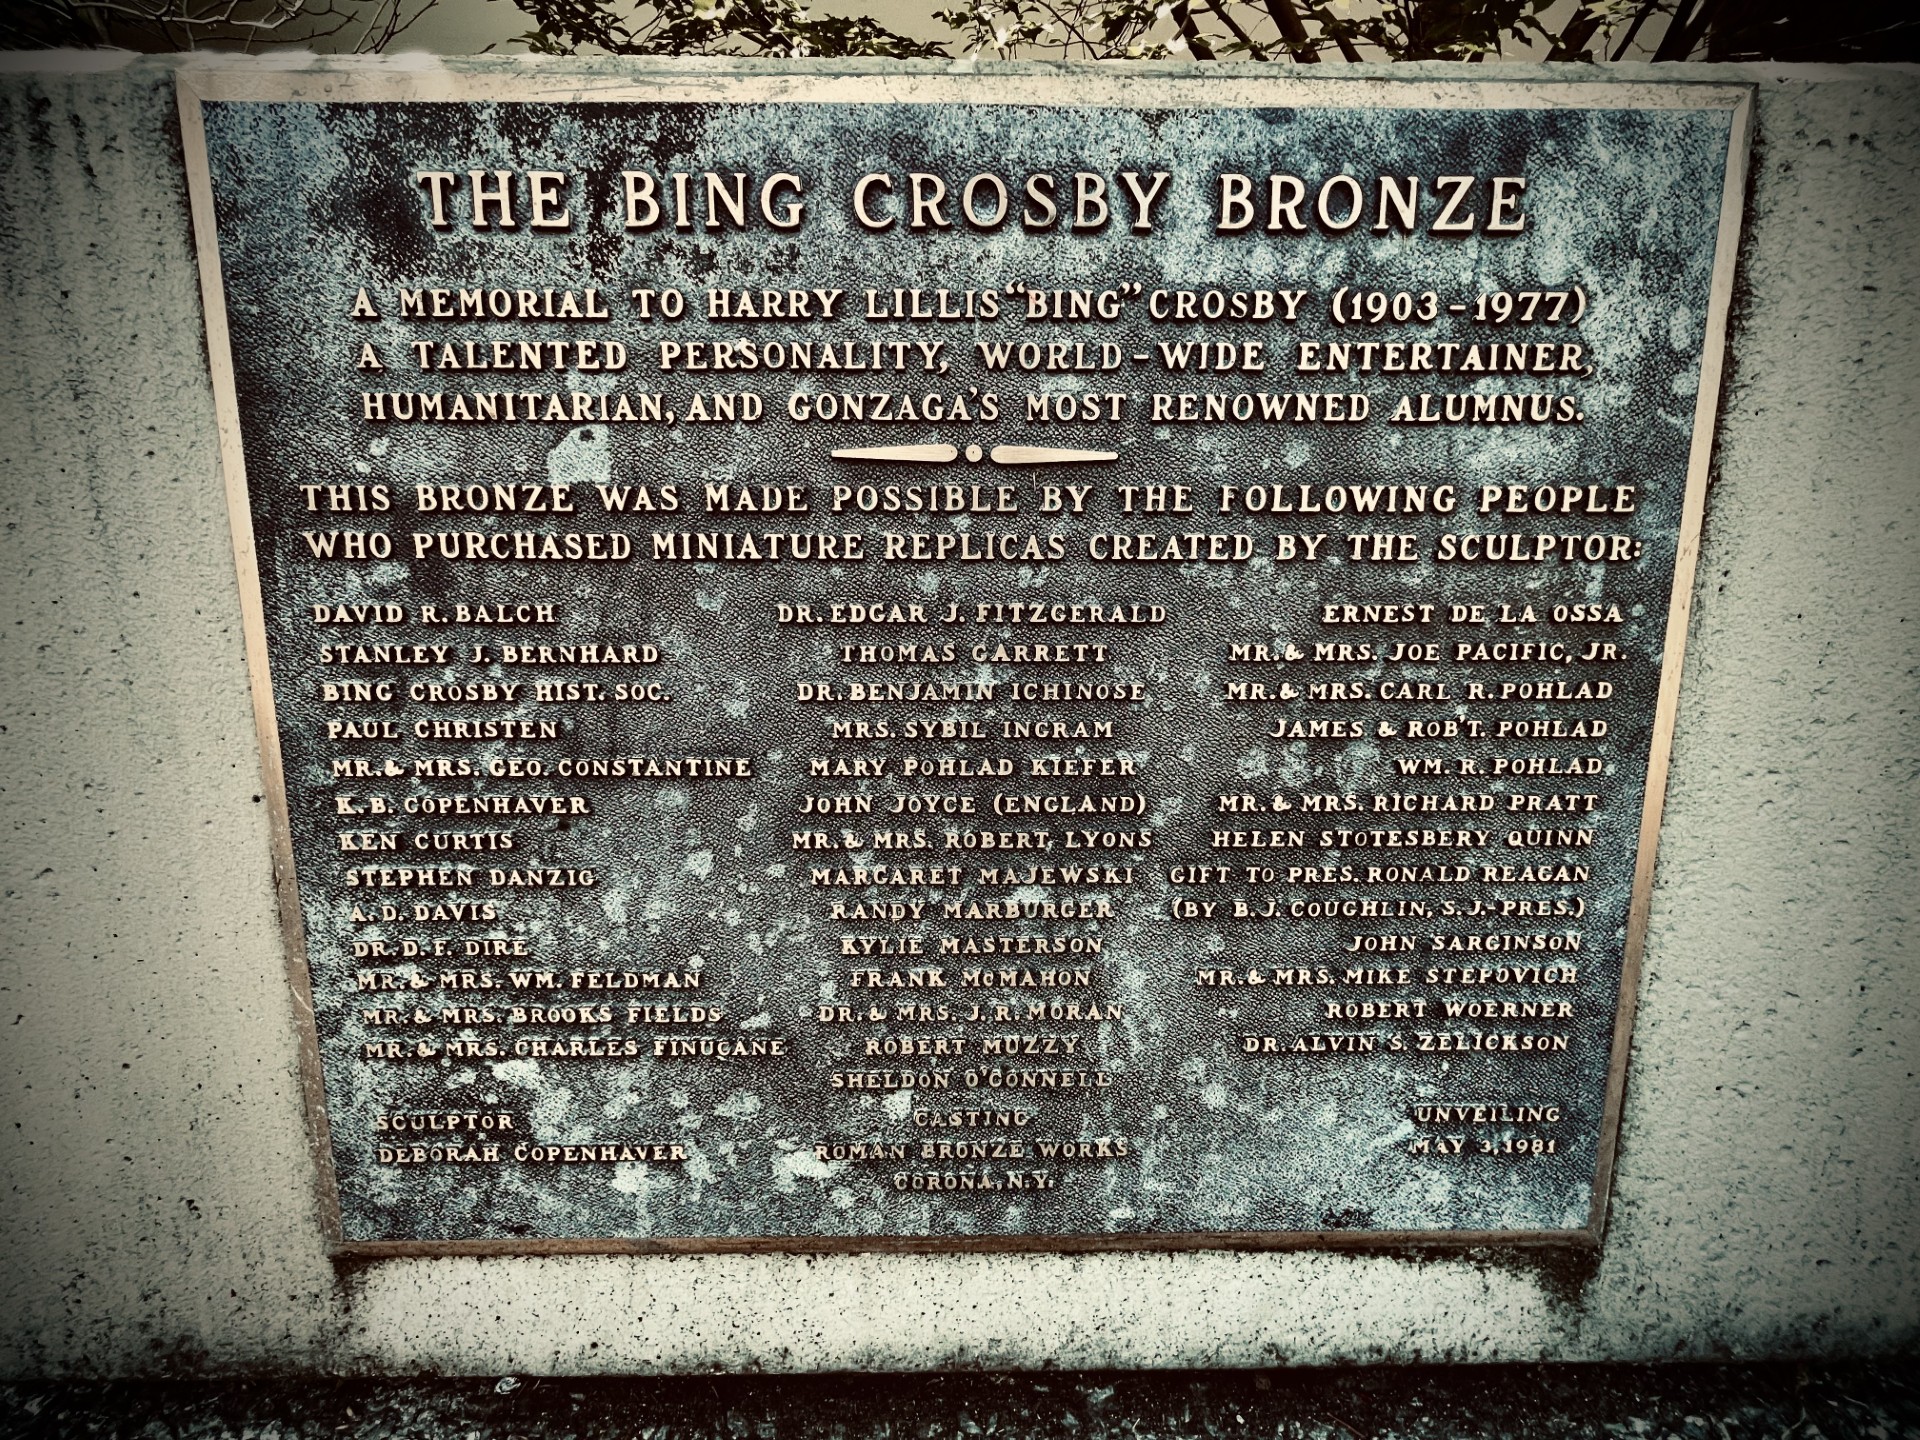 THE BING CROSBY BRONZE
A MEMORIAL TO HARRY LILLIS "BING" CROSBY (1903-1977)
A TALENTED PERSONALITY, WORLD-WIDE ENTERTAINER,
HUMANITARIAN, AND GONZAGA'S MOST RENOWNED ALUMNUS.
THIS BRONZE WAS MADE POSSIBLE BY THE FOLLOWING PEOPLE
WHO PURCHASED MINIATURE REPLICAS CREATED BY THE SCULPTOR:
DAVID R. BALCH
STANLEY J. BERNHARD
BING CROSBY HIST. SOC.
PAUL CHRISTEN
MR. & MRS. GEO. CONSTANTINE
K. B. COPENHAVER
KEN CURTIS
STEPHEN DANZIG
A. D. DAVIS
DR. D. F. DIRE
MR. & MRS. WM. FELDMAN
MR. & MRS. BROOKS FIELDS
MR. & MRS. CHARLES FINUCANE
DR. EDGAR J. FITZGERALD
THOMAS GARRETT
DR. BENJAMIN ICHINOSE
MRS. SYBIL INGRAM
MARY POHLAD KIEFER
JOHN JOYCE (ENGLAND)
MR. & MRS. ROBERT LYONS
MARGARET MAJEWSKI
RANDY MARBURGER
KYLIE MASTERSON
FRANK McMAHON
DR. & MRS. J. R. MORAN
ROBERT MUZZY
SHELDON O'CONNELL
ERNEST DE LA OSSA
MR. & MRS. JOE PACIFIC, JR.
MR. & MRS. CARL R. POHLAD
JAMES & ROB'T. POHLAD
WM. R. POHLAD
MR. & MRS. RICHARD PRATT
HELEN STOTESBERY QUINN
GIFT TO PRES. RONALD REAGAN
(BY B. J. COUGHLIN, S. J.-PRES.)
JOHN SARGINSON
MR. & MRS. MIKE STEPOVICH
ROBERT WOERNER
DR. ALVIN S. ZELICKSON
SCULPTOR
DEBORAH COPENHAVER
CASTING
ROMAN BRONZE WORKS
CORONA, N.Y.
UNVEILING
MAY 3, 1981